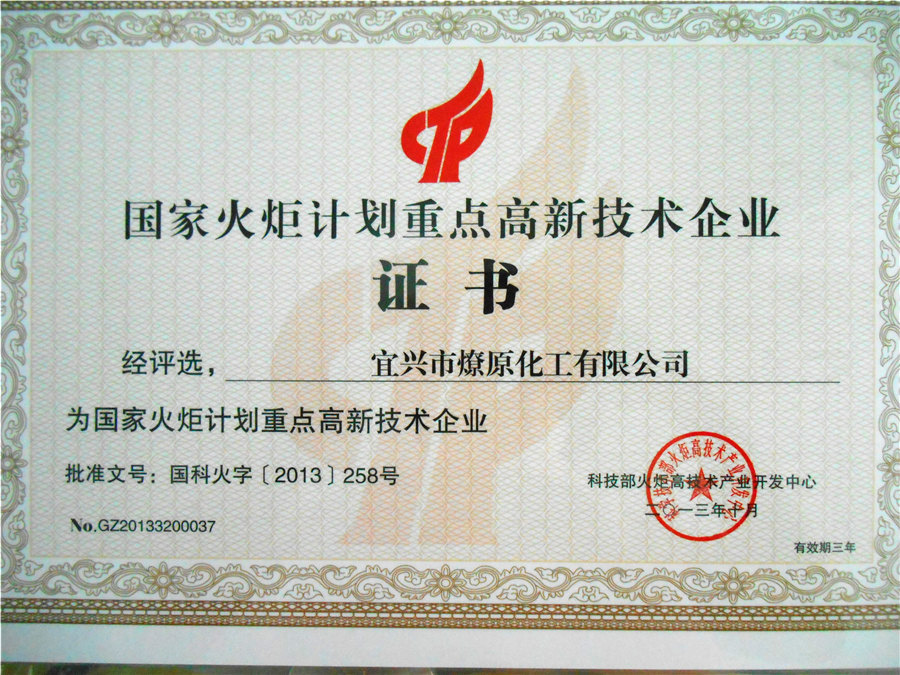 CTP
国家火炬计划重点高新技术企业
证书
经评选，宜兴市燎原化工有限公司
为国家火炬计划重点高新技术企业
批准文号：国科火字〔2013〕258号
科技部火炬高技术产业开发中心
二〇一三年十月
No.GZ20133200037
有效期三年